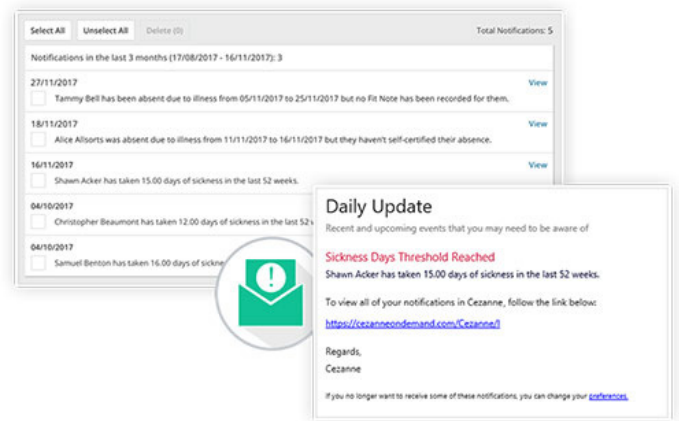 Select All Unselect All Delete (0) Total Notifications: 5
Notifications in the last 3 months (17/08/2017 - 16/11/2017): 3
27/11/2017 View
Tammy Bell has been absent due to illness from 05/11/2017 to 25/11/2017 but no Fit Note has been recorded for them.
18/11/2017 View
Alice Allsorts was absent due to illness from 11/11/2017 to 16/11/2017 but they haven't self-certified their absence.
16/11/2017 View
Shawn Acker has taken 15.00 days of sickness in the last 52 weeks.
04/10/2017
Christopher Beaumont has taken 12.00 days of sickness in the last 52
04/10/2017
Samuel Benton has taken 16.00 days of
Daily Update
Recent and upcoming events that you may need to be aware of
Sickness Days Threshold Reached
Shawn Acker has taken 15.00 days of sickness in the last 52 weeks.
To view all of your notifications in Cezanne, follow the link below:
https://cezanneondemand.com/Cezanne/
Regards,
Cezanne
If you no longer want to receive some of these notifications, you can change your preferences.